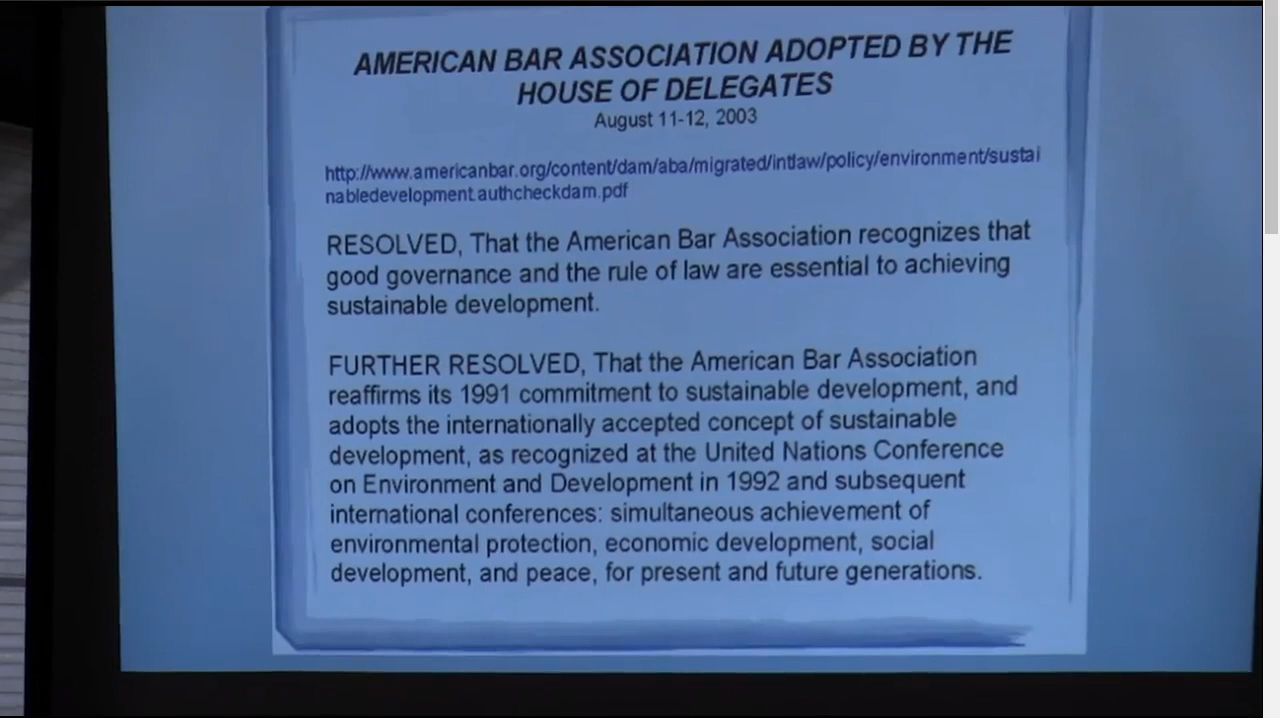 AMERICAN BAR ASSOCIATION ADOPTED BY THE
HOUSE OF DELEGATES
August 11-12, 2003
http://www.americanbar.org/content/dam/aba/migrated/intlaw/policy/environment/sustai
nabledevelopment.authcheckdam.pdf
RESOLVED, That the American Bar Association recognizes that
good governance and the rule of law are essential to achieving
sustainable development.
FURTHER RESOLVED, That the American Bar Association
reaffirms its 1991 commitment to sustainable development, and
adopts the internationally accepted concept of sustainable
development, as recognized at the United Nations Conference
on Environment and Development in 1992 and subsequent
international conferences: simultaneous achievement of
environmental protection, economic development, social
development, and peace, for present and future generations.